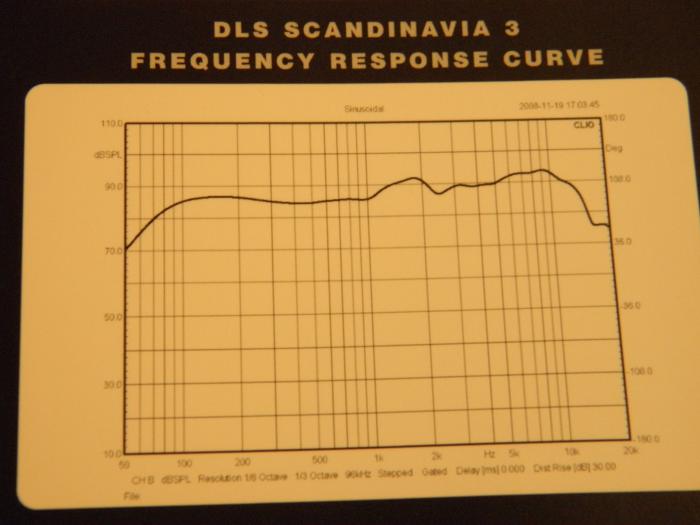 DLS SCANDINAVIA 3
FREQUENCY RESPONSE CURVE
Sinusoidal 2008-11-19 17.03.45
110.0 180.0
CLIO
dBSPL Deg
90.0 108.0
70.0 36.0
50.0 -36.0
30.0 -108.0
10.0 -180.0
50 100 200 500 1k 2k Hz 5k 10k 20k
CH B dBSPL Resolution 1/6 Octave 1/3 Octave 96kHz Stepped Gated Delay [ms] 0.000 Dist Rise [dB] 30.00
File: